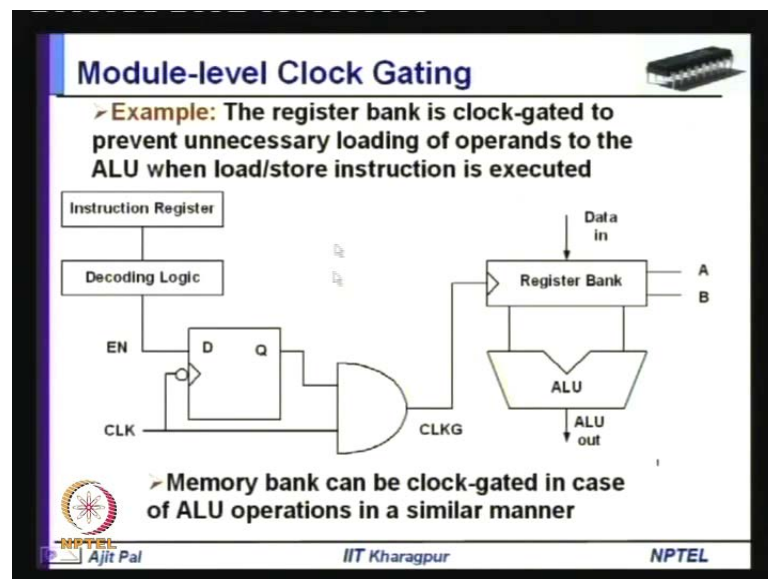 Module-level Clock Gating
➢Example: The register bank is clock-gated to
prevent unnecessary loading of operands to the
ALU when load/store instruction is executed
Instruction Register
Decoding Logic
EN
D
Q
CLK
CLKG
Data
in
Register Bank
A
B
ALU
ALU
out
➢Memory bank can be clock-gated in case
of ALU operations in a similar manner
NPTEL
Ajit Pal
IIT Kharagpur
NPTEL